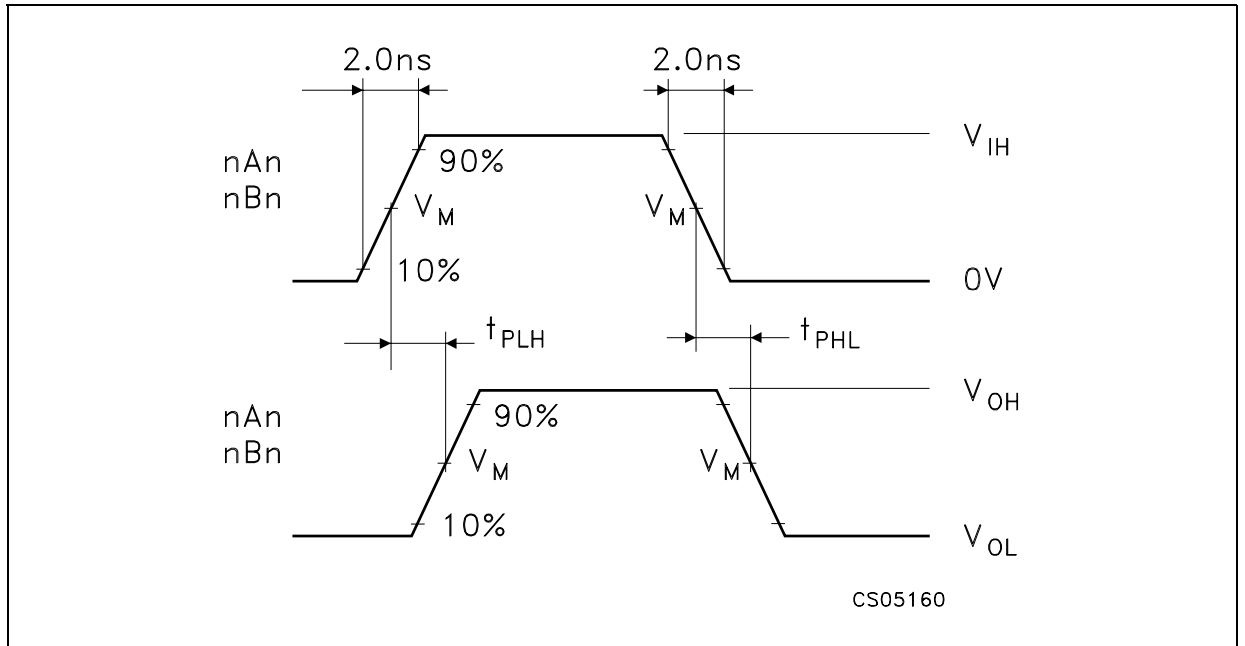 2.0ns 2.0ns
nAn
nBn
90%
V_M V_M
10%
V_IH
0V
t_PLH t_PHL
nAn
nBn
90%
V_M V_M
10%
V_OH
V_OL
CS05160